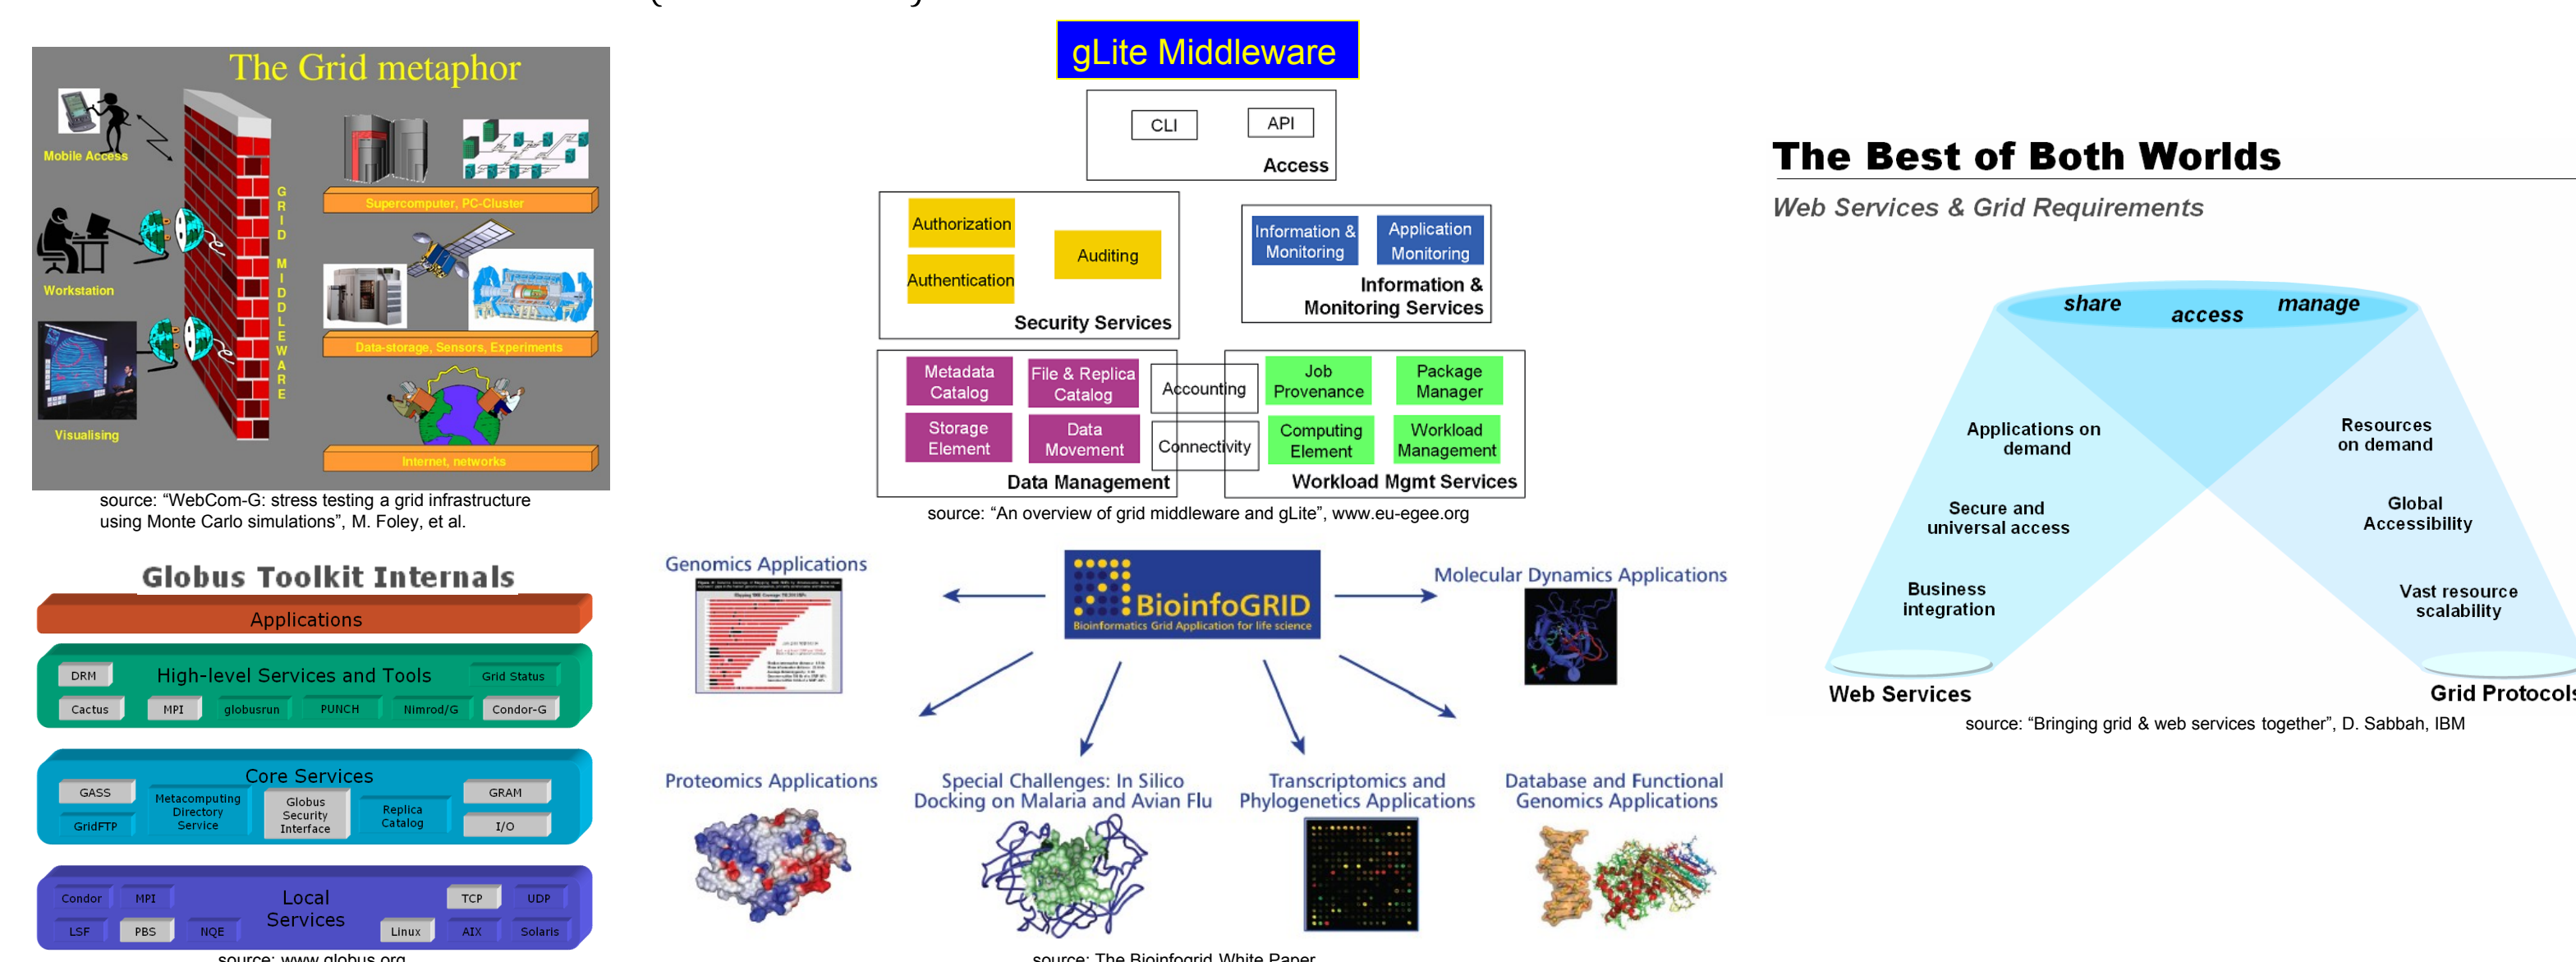 The Grid metaphor
Mobile Access
Workstation
Visualising
GRID MIDDLEWARE
Supercomputer, PC-Cluster
Data-storage, Sensors, Experiments
Internet, networks
source: “WebCom-G: stress testing a grid infrastructure
using Monte Carlo simulations”, M. Foley, et al.
Globus Toolkit Internals
Applications
High-level Services and Tools
DRM
Grid Status
Cactus
MPI
globusrun
PUNCH
Nimrod/G
Condor-G
Core Services
GASS
GridFTP
Metacomputing
Directory
Service
Globus
Security
Interface
Replica
Catalog
GRAM
I/O
Local
Services
Condor
MPI
TCP
UDP
LSF
PBS
NQE
Linux
AIX
Solaris
source: www.globus.org
gLite Middleware
CLI
API
Access
Authorization
Authentication
Auditing
Security Services
Information &
Monitoring
Application
Monitoring
Information &
Monitoring Services
Metadata
Catalog
File & Replica
Catalog
Storage
Element
Data
Movement
Data Management
Accounting
Connectivity
Job
Provenance
Package
Manager
Computing
Element
Workload
Management
Workload Mgmt Services
source: “An overview of grid middleware and gLite”, www.eu-egee.org
BioinfoGRID
Bioinformatics Grid Application for life science
Genomics Applications
Molecular Dynamics Applications
Proteomics Applications
Special Challenges: In Silico
Docking on Malaria and Avian Flu
Transcriptomics and
Phylogenetics Applications
Database and Functional
Genomics Applications
source: The Bioinfogrid White Paper
The Best of Both Worlds
Web Services & Grid Requirements
share
access
manage
Applications on
demand
Secure and
universal access
Business
integration
Resources
on demand
Global
Accessibility
Vast resource
scalability
Web Services
Grid Protocols
source: “Bringing grid & web services together”, D. Sabbah, IBM